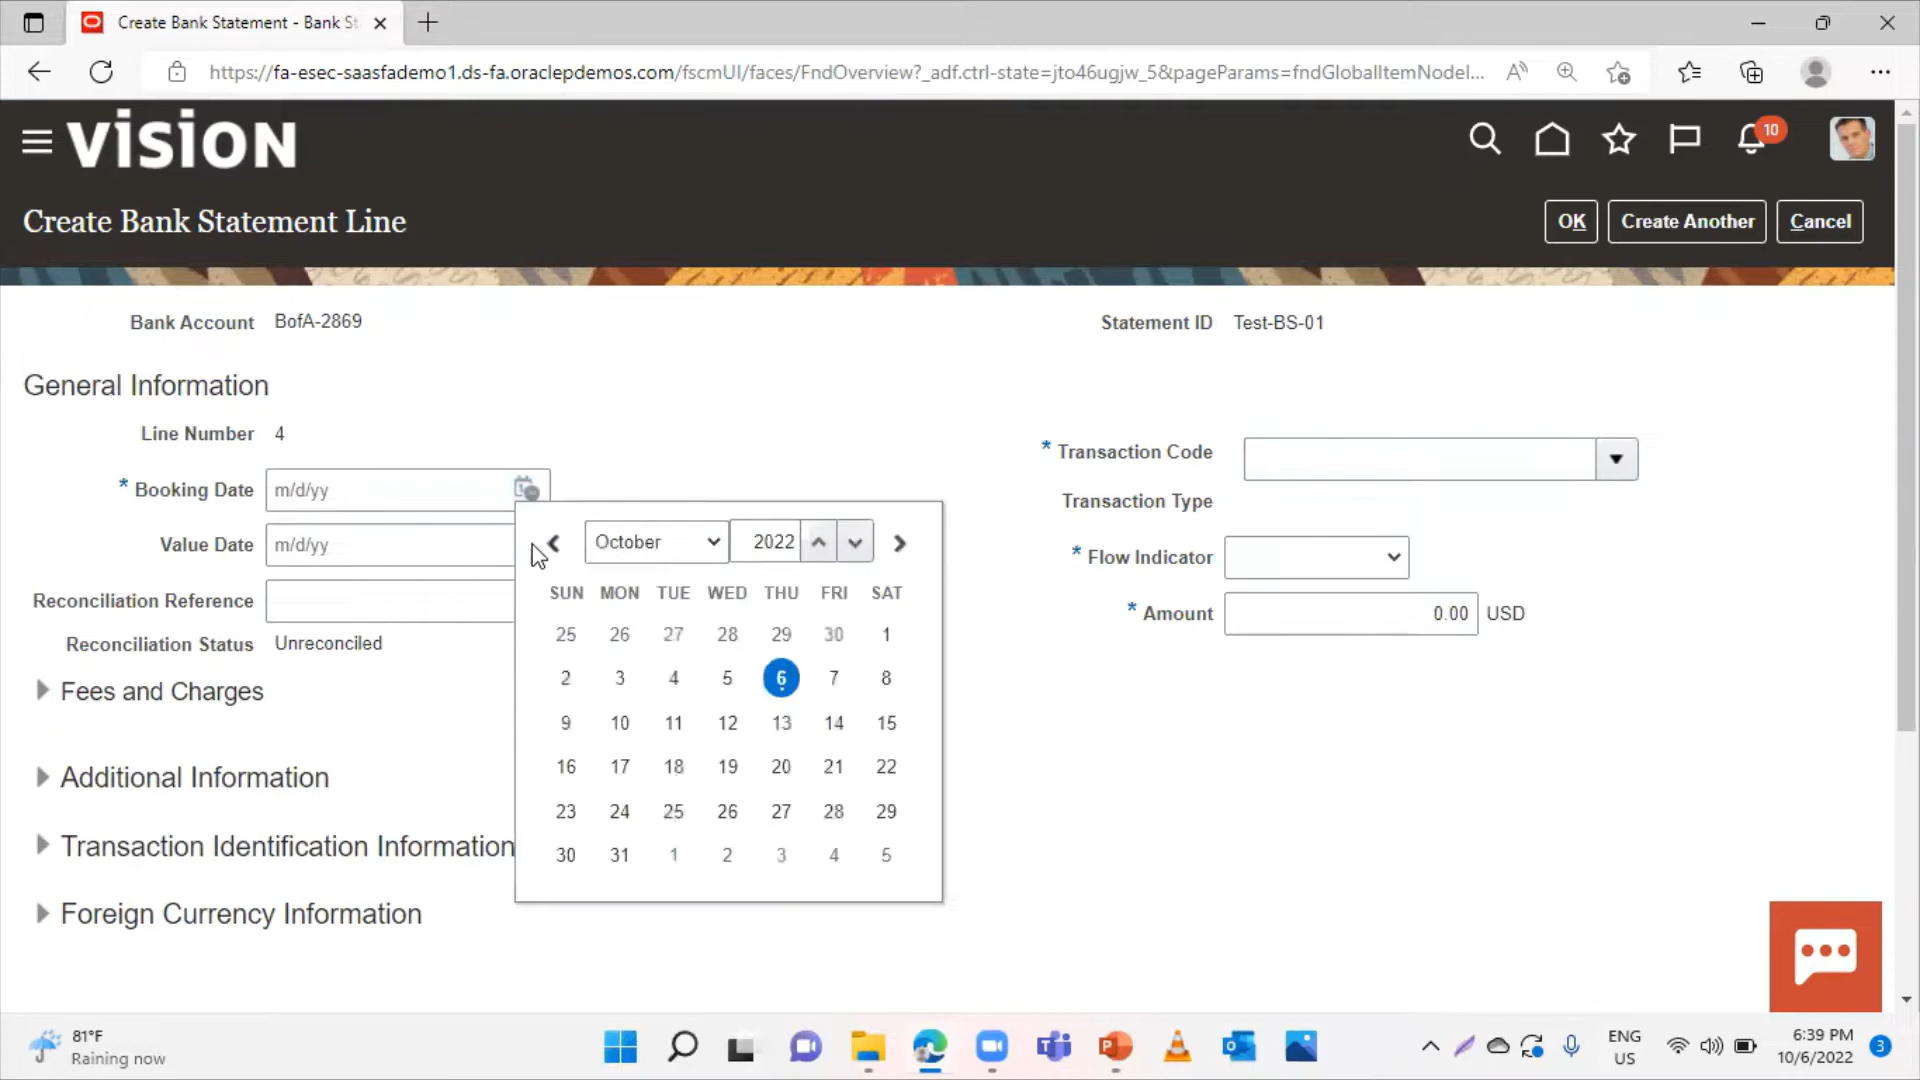 Create Bank Statement - Bank St
https://fa-esec-saasfademo1.ds-fa.oraclepdemos.com/fscmUI/faces/FndOverview?_adf.ctrl-state=jto46ugjw_5&pageParams=fndGlobalItemNodeI...
VISION
10
Create Bank Statement Line
OK
Create Another
Cancel
Bank Account BofA-2869
Statement ID Test-BS-01
General Information
Line Number 4
* Booking Date m/d/yy
Value Date m/d/yy
Reconciliation Reference
Reconciliation Status Unreconciled
* Transaction Code
Transaction Type
* Flow Indicator
* Amount 0.00 USD
October 2022
SUN MON TUE WED THU FRI SAT
25 26 27 28 29 30 1
2 3 4 5 6 7 8
9 10 11 12 13 14 15
16 17 18 19 20 21 22
23 24 25 26 27 28 29
30 31 1 2 3 4 5
Fees and Charges
Additional Information
Transaction Identification Information
Foreign Currency Information
81°F
Raining now
ENG
US
6:39 PM
10/6/2022
3